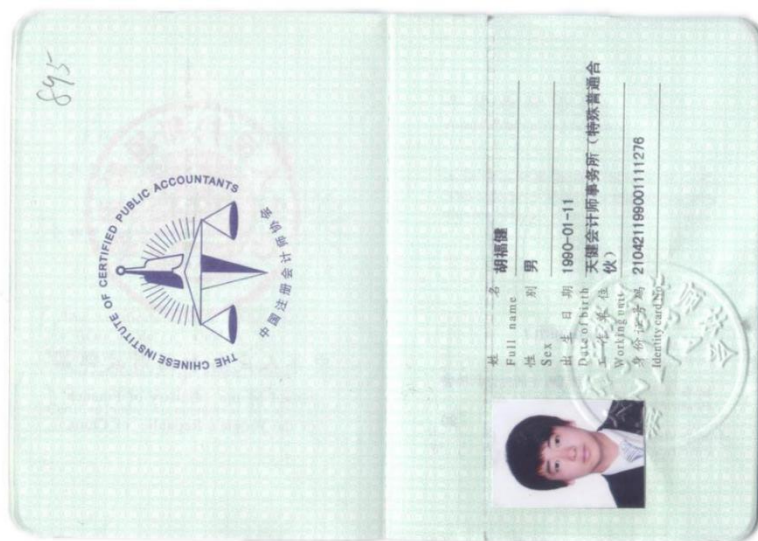 895
THE CHINESE INSTITUTE OF CERTIFIED PUBLIC ACCOUNTANTS
中国注册会计师协会
姓 名 胡福健
Full name
性 别 男
Sex
出 生 日 期 1990-01-11
Date of birth
工 作 单 位 天健会计师事务所（特殊普通合
Working unit 伙）
身份证号码 210421199001111276
Identity card No.